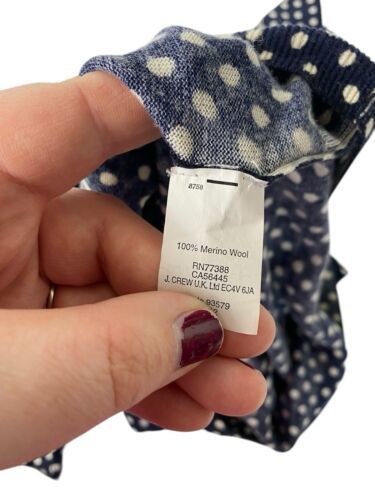 8758
100% Merino Wool
RN77388
CA56445
J. CREW U.K. Ltd EC4V 6JA
93579